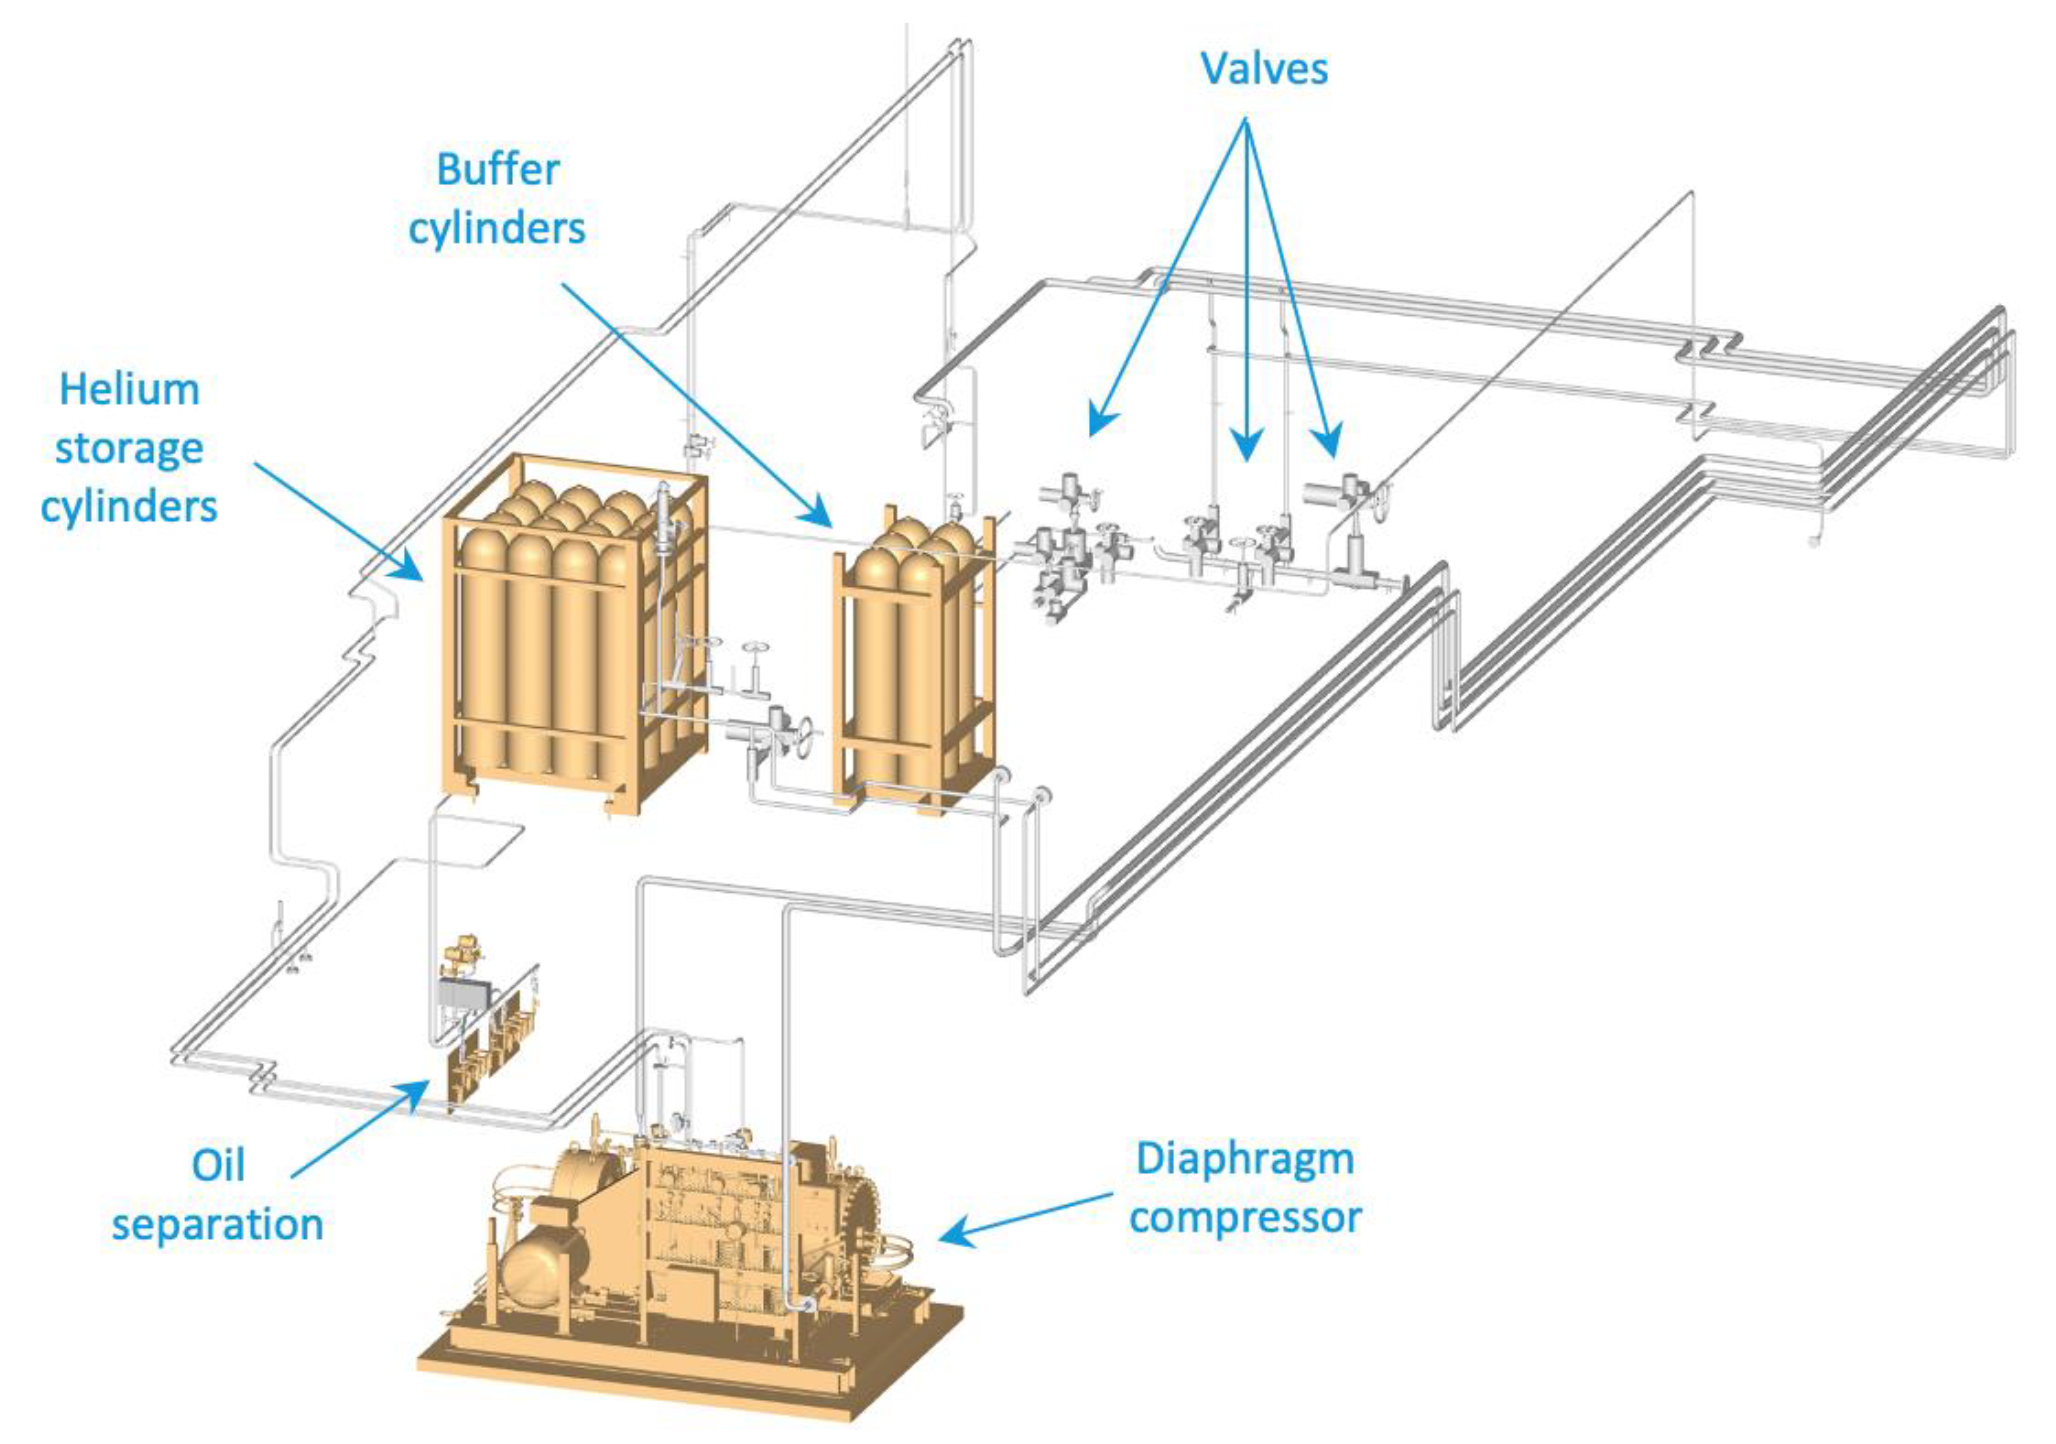 Valves
Buffer
cylinders
Helium
storage
cylinders
Oil
separation
Diaphragm
compressor